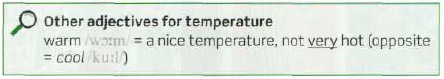 Other adjectives for temperature
warm /wɔːm/ = a nice temperature, not very hot (opposite
= cool /kuːl/)